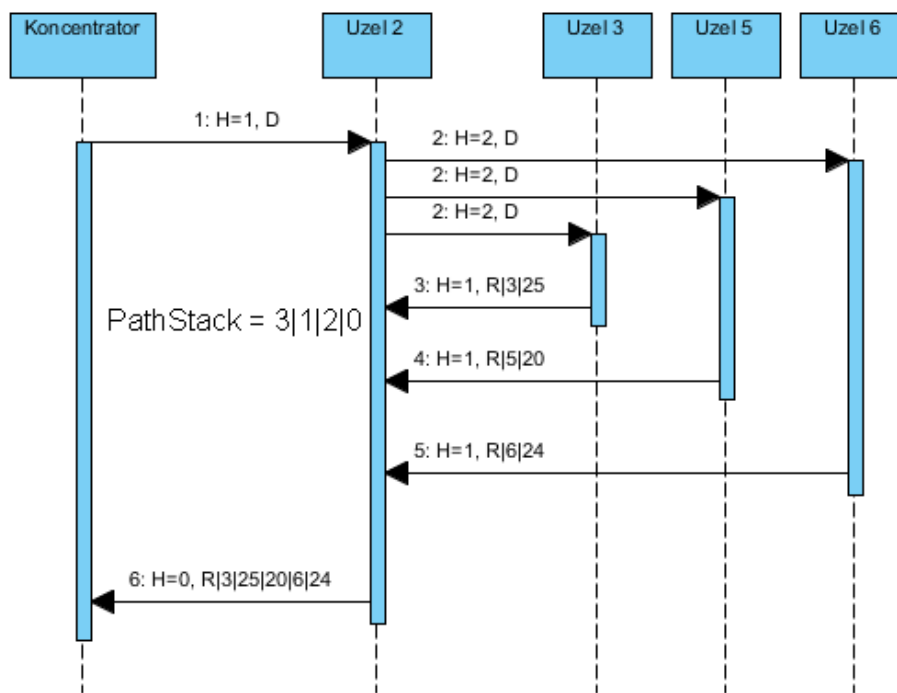 Koncentrator
Uzel 2
Uzel 3
Uzel 5
Uzel 6
1: H=1, D
2: H=2, D
2: H=2, D
2: H=2, D
3: H=1, R|3|25
PathStack = 3|1|2|0
4: H=1, R|5|20
5: H=1, R|6|24
6: H=0, R|3|25|20|6|24